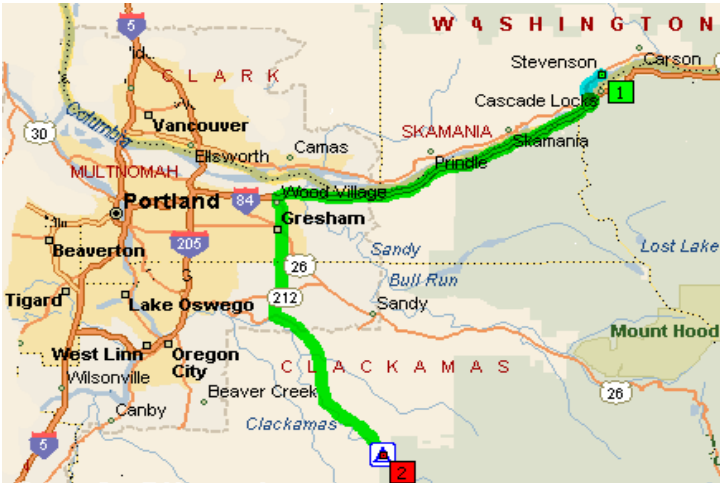 5
WASHINGTON
Carson
Stevenson
1
Cascade Locks
CLARK
Columbia
30
Vancouver
SKAMANIA
Skamania
Ellsworth
Camas
Prindle
MULTNOMAH
Portland
84
Wood Village
Gresham
205
Beaverton
Sandy
Lost Lake
26
Bull Run
Tigard
Lake Oswego
212
Sandy
Mount Hood
West Linn
Oregon City
CLACKAMAS
Wilsonville
Beaver Creek
26
Canby
Clackamas
5
2